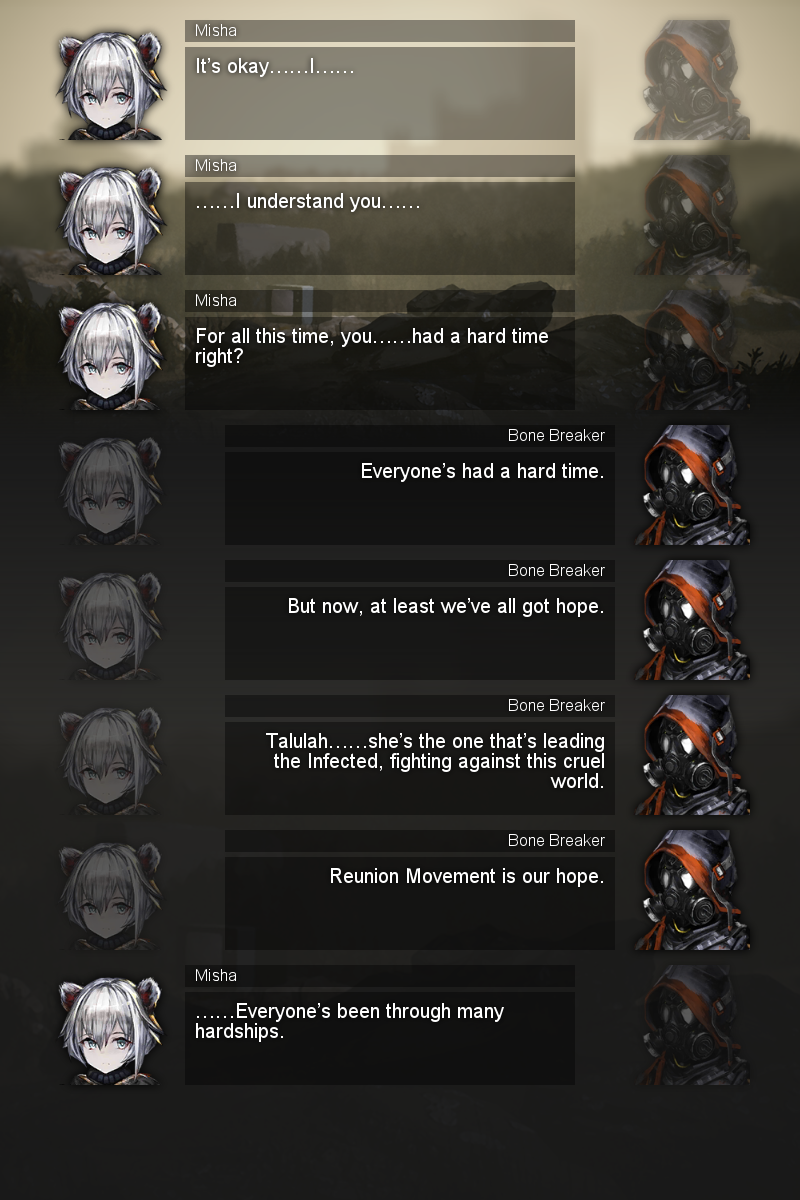 Misha
It's okay……I……
Misha
……I understand you……
Misha
For all this time, you……had a hard time
right?
Bone Breaker
Everyone's had a hard time.
Bone Breaker
But now, at least we've all got hope.
Bone Breaker
Talulah……she's the one that's leading
the Infected, fighting against this cruel
world.
Bone Breaker
Reunion Movement is our hope.
Misha
……Everyone's been through many
hardships.